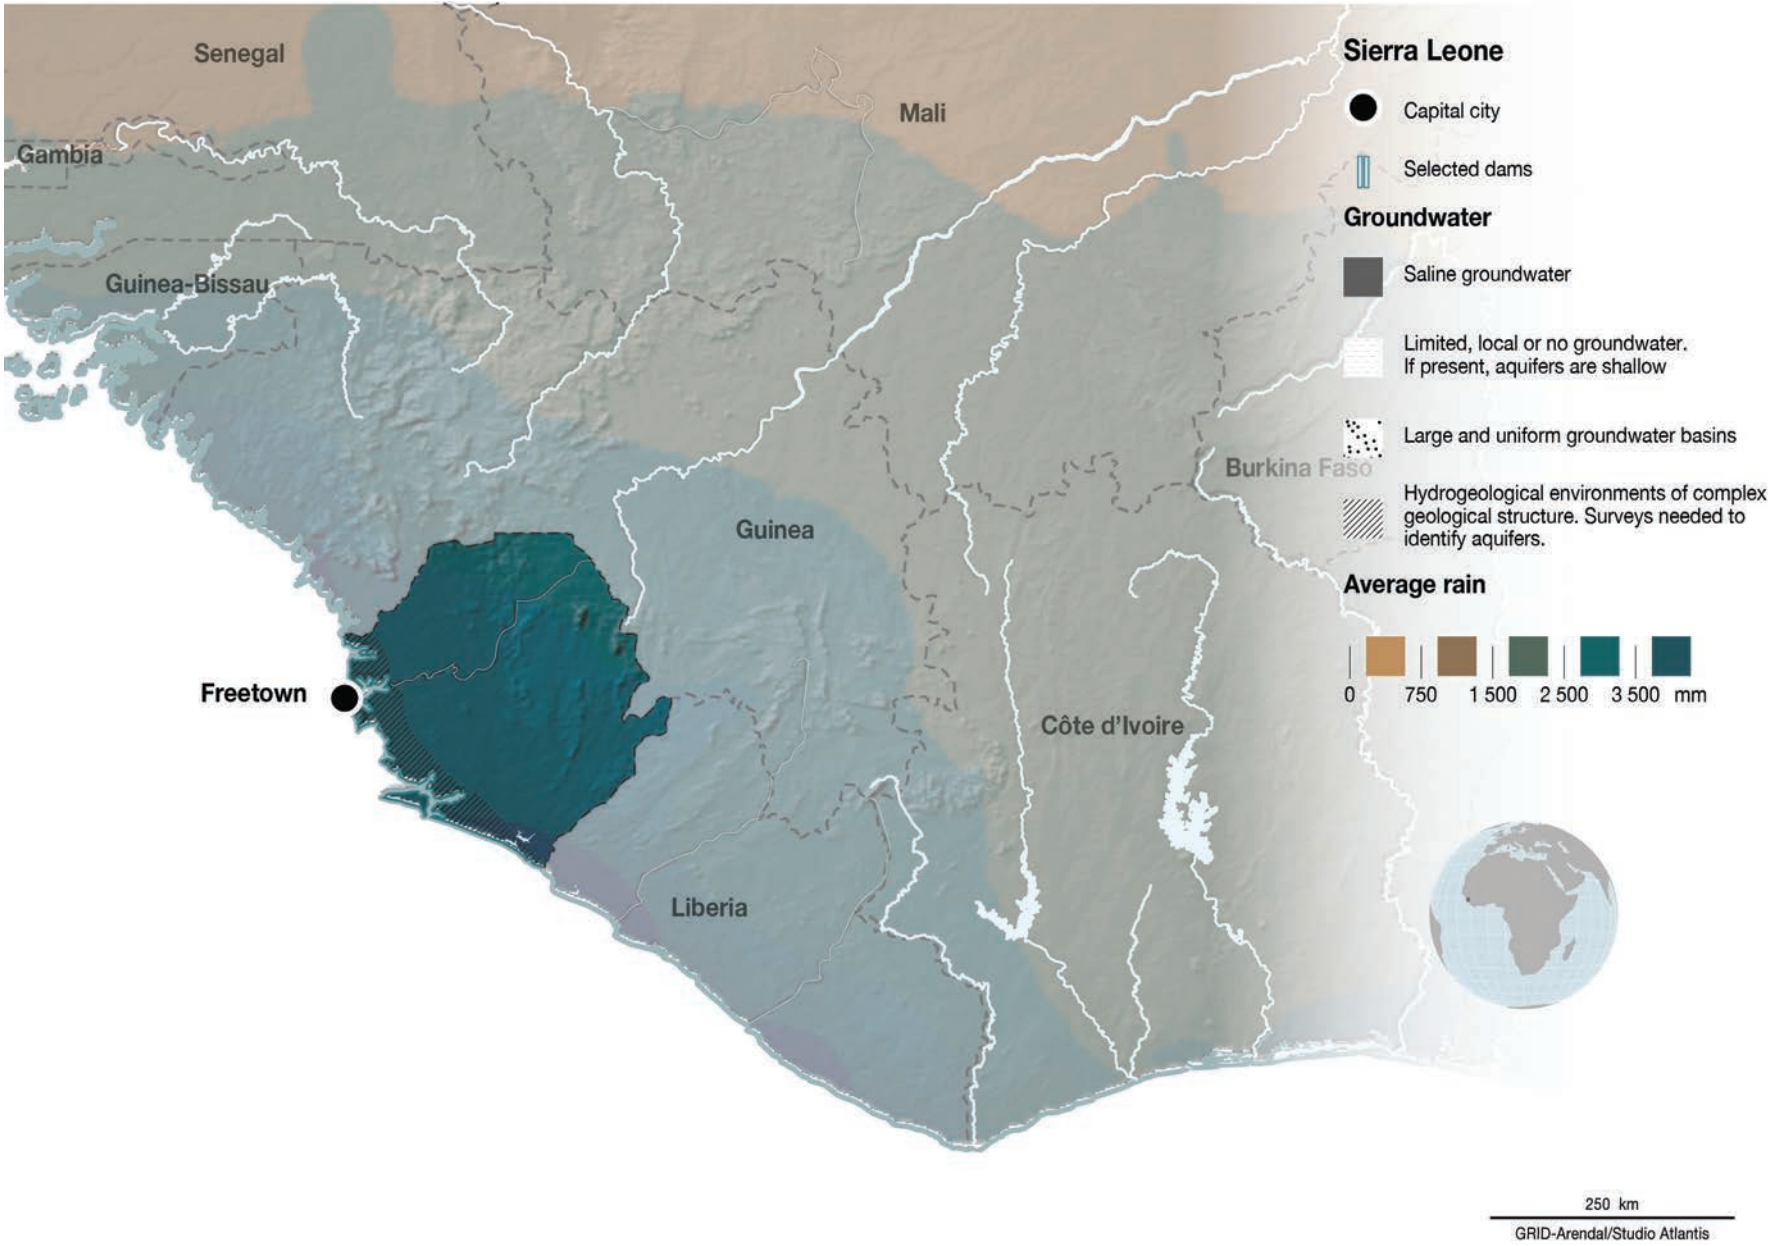 Senegal
Mali
Gambia
Guinea-Bissau
Guinea
Burkina Faso
Freetown
Côte d'Ivoire
Liberia
Sierra Leone
Capital city
Selected dams
Groundwater
Saline groundwater
Limited, local or no groundwater.
If present, aquifers are shallow
Large and uniform groundwater basins
Hydrogeological environments of complex
geological structure. Surveys needed to
identify aquifers.
Average rain
0 750 1 500 2 500 3 500 mm
250 km
GRID-Arendal/Studio Atlantis